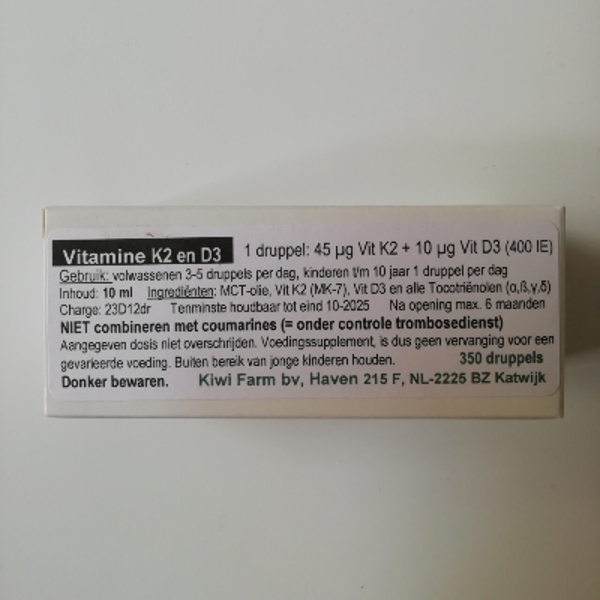 Vitamine K2 en D3 1 druppel: 45 µg Vit K2 + 10 µg Vit D3 (400 IE)
Gebruik: volwassenen 3-5 druppels per dag, kinderen t/m 10 jaar 1 druppel per dag
Inhoud: 10 ml Ingrediënten: MCT-olie, Vit K2 (MK-7), Vit D3 en alle Tocotriënolen (α,ß,γ,δ)
Charge: 23D12dr Tenminste houdbaar tot eind 10-2025 Na opening max. 6 maanden
NIET combineren met coumarines (= onder controle trombosedienst)
Aangegeven dosis niet overschrijden. Voedingssupplement, is dus geen vervanging voor een
gevarieerde voeding. Buiten bereik van jonge kinderen houden. 350 druppels
Donker bewaren. Kiwi Farm bv, Haven 215 F, NL-2225 BZ Katwijk